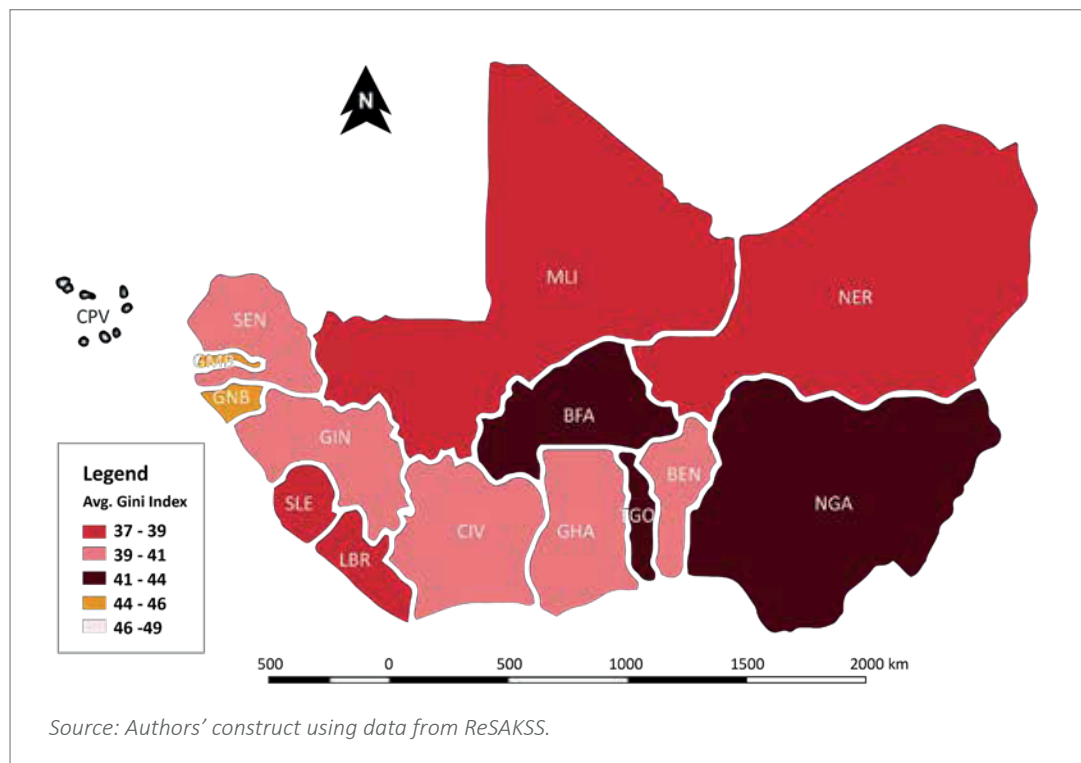 N
MLI
NER
CPV
SEN
GMB
GNB
BFA
GIN
BEN
SLE
NGA
TGO
CIV
GHA
LBR
Legend
Avg. Gini Index
37 - 39
39 - 41
41 - 44
44 - 46
46 -49
500 0 500 1000 1500 2000 km
Source: Authors’ construct using data from ReSAKSS.